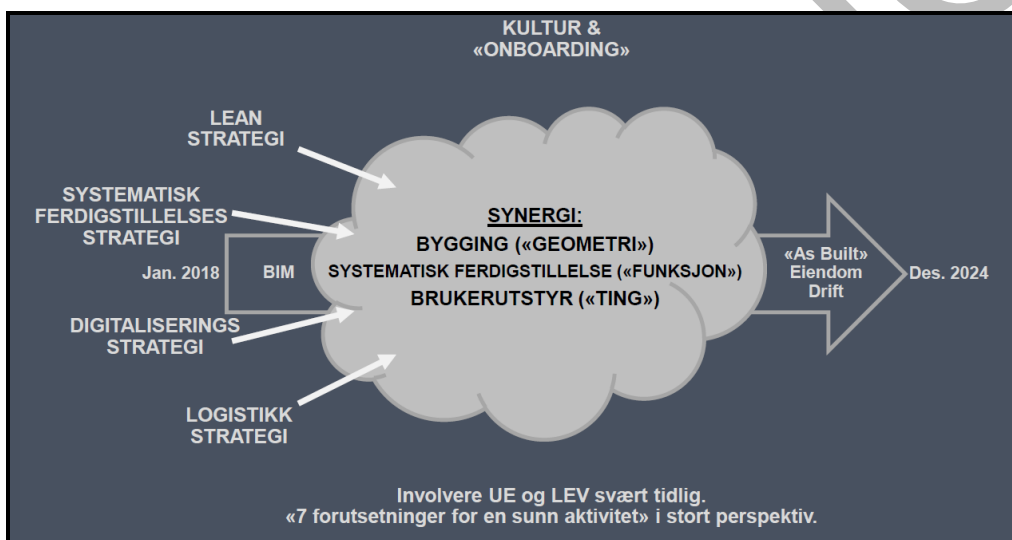 KULTUR &
«ONBOARDING»
LEAN
STRATEGI
SYSTEMATISK
FERDIGSTILLELSES
STRATEGI
Jan. 2018
BIM
DIGITALISERINGS
STRATEGI
LOGISTIKK
STRATEGI
SYNERGI:
BYGGING («GEOMETRI»)
SYSTEMATISK FERDIGSTILLELSE («FUNKSJON»)
BRUKERUTSTYR («TING»)
«As Built»
Eiendom
Drift
Des. 2024
Involvere UE og LEV svært tidlig.
«7 forutsetninger for en sunn aktivitet» i stort perspektiv.